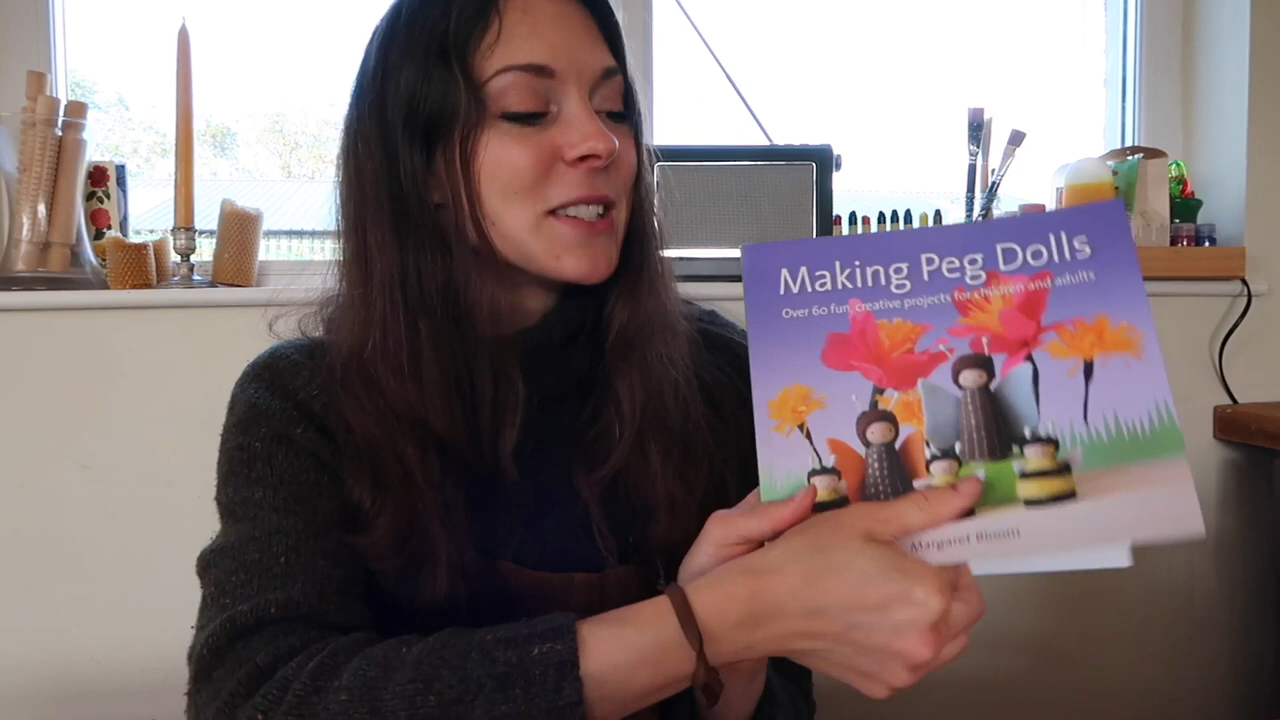 Making Peg Dolls
Over 60 fun, creative projects for children and adults
Margaret Bloom